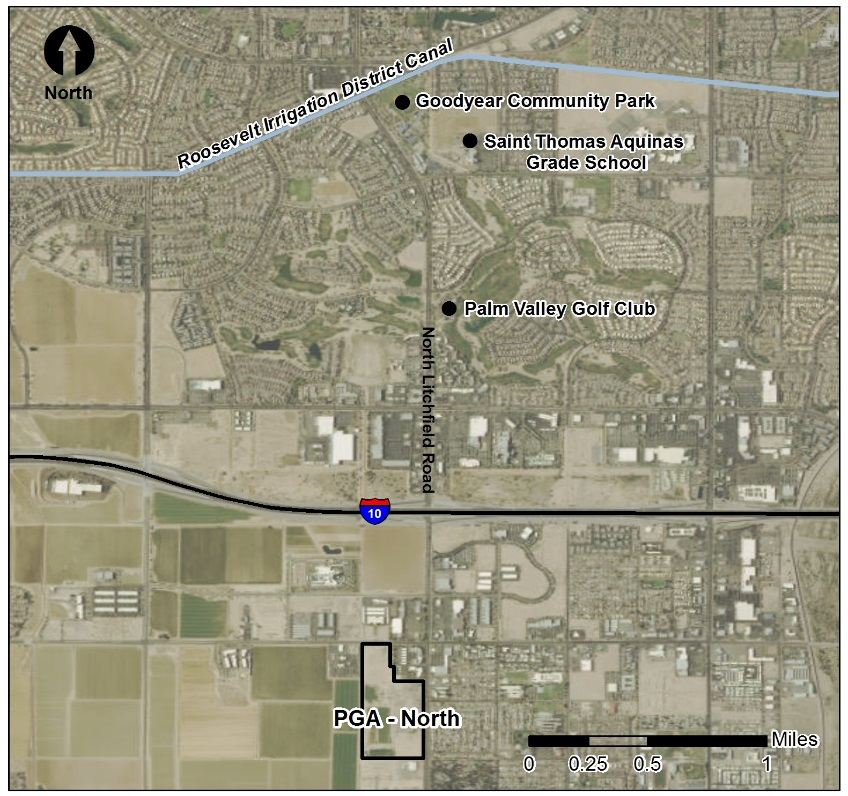 North
Roosevelt Irrigation District Canal
Goodyear Community Park
Saint Thomas Aquinas
Grade School
Palm Valley Golf Club
North Litchfield Road
10
PGA - North
Miles
0 0.25 0.5 1